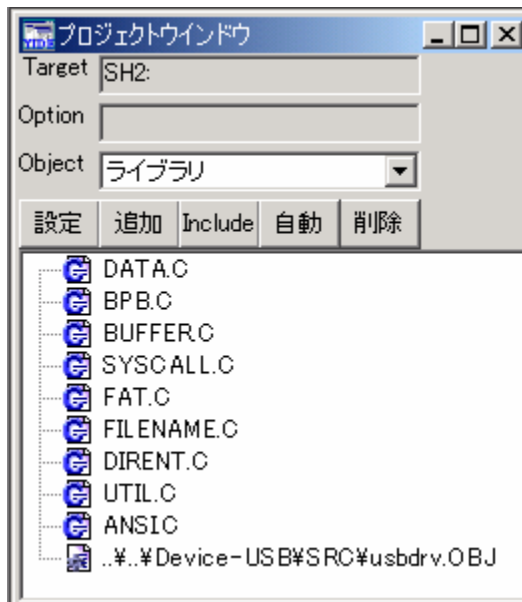 プロジェクトウインドウ
Target SH2:
Option
Object ライブラリ
設定 追加 Include 自動 削除
DATA.C
BPB.C
BUFFER.C
SYSCALL.C
FAT.C
FILENAME.C
DIRENT.C
UTIL.C
ANSI.C
..¥..¥Device-USB¥SRC¥usbdrv.OBJ